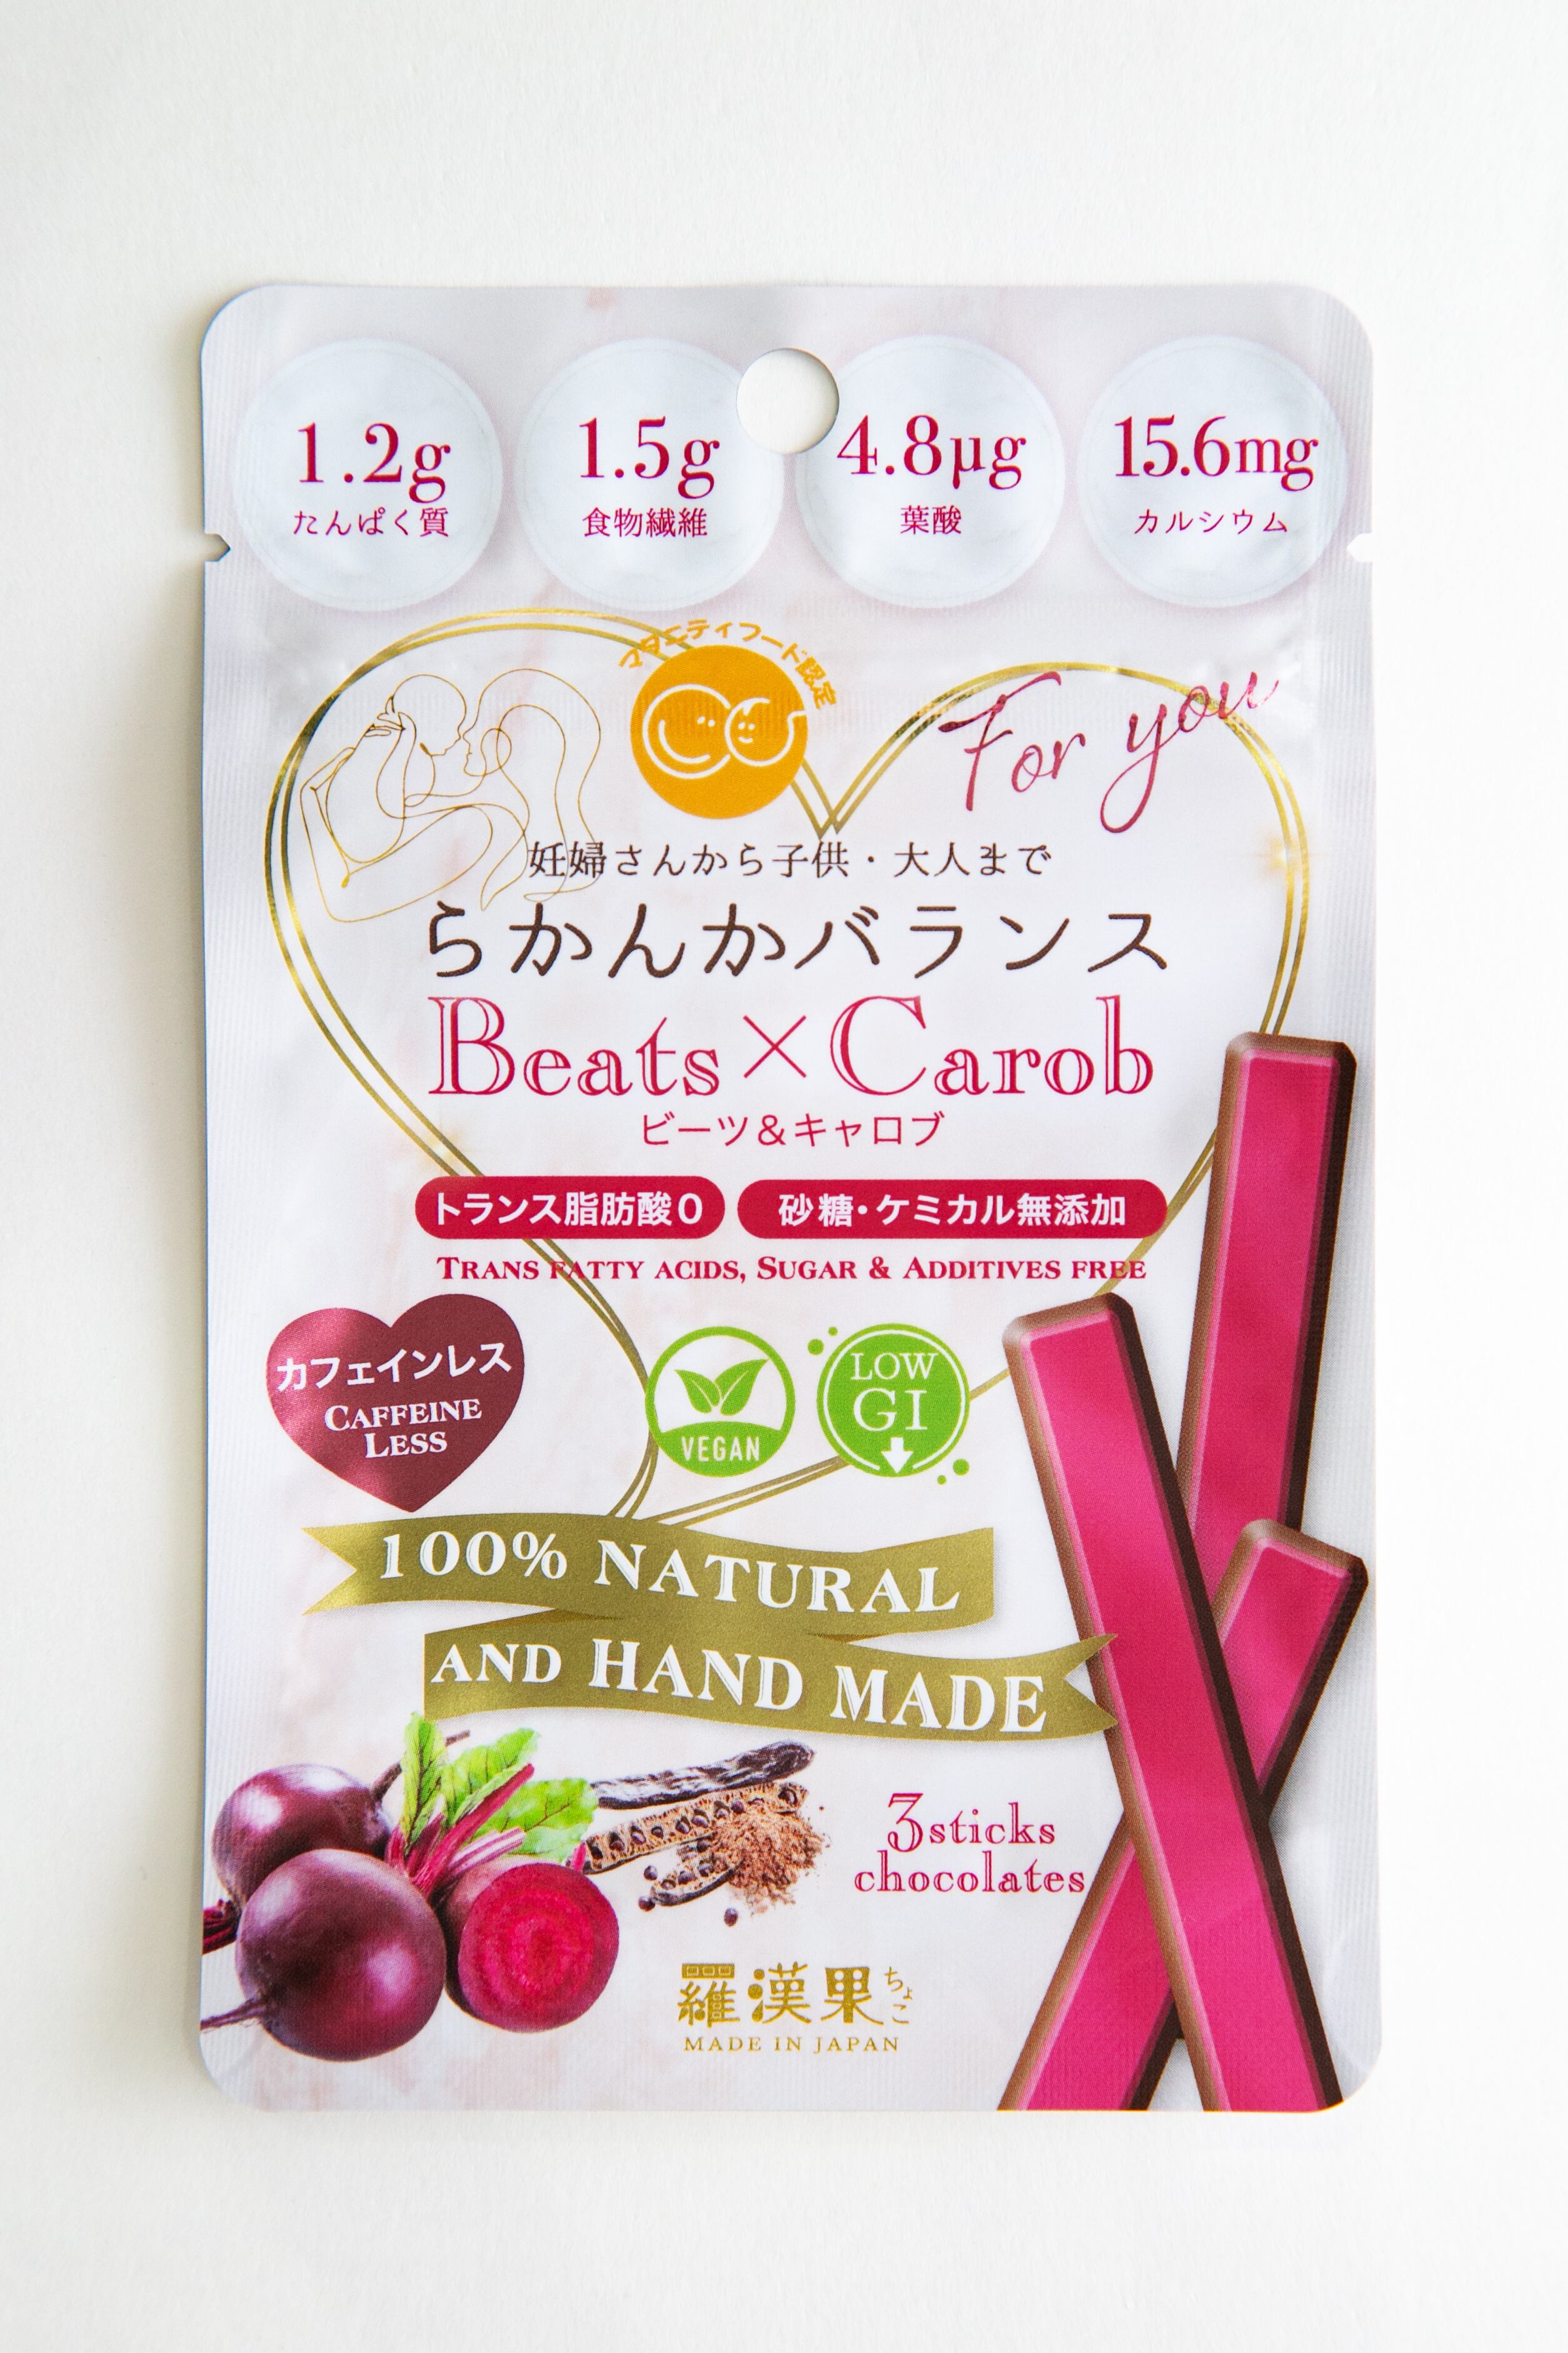 1.2g
たんぱく質
1.5g
食物繊維
4.8μg
葉酸
15.6mg
カルシウム
マタニティフード認定
For you
妊婦さんから子供・大人まで
らかんかバランス
Beats×Carob
ビーツ&キャロブ
トランス脂肪酸0
砂糖・ケミカル無添加
TRANS FATTY ACIDS, SUGAR & ADDITIVES FREE
カフェインレス
CAFFEINE
LESS
VEGAN
LOW
GI
100% NATURAL
AND HAND MADE
3sticks
chocolates
羅漢果ちょこ
MADE IN JAPAN